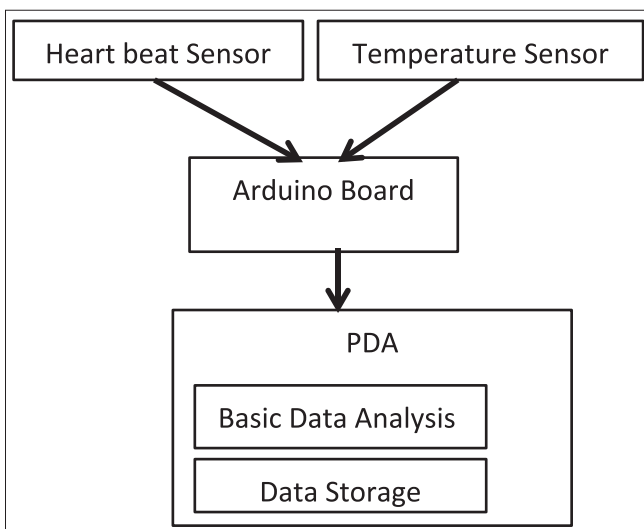 Heart beat Sensor
Temperature Sensor
Arduino Board
PDA
Basic Data Analysis
Data Storage